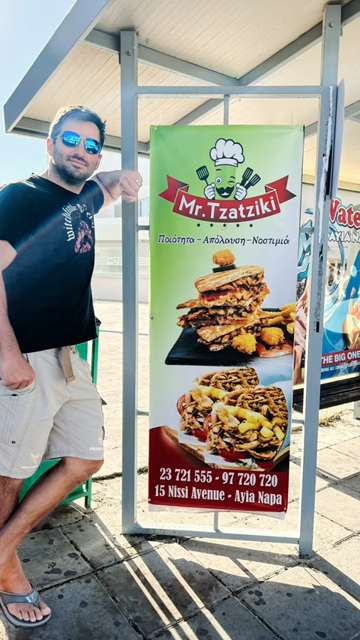 Mr.Tzatziki
Ποιότητα - Απόλαυση - Νοστιμιά
23 721 555 - 97 720 720
15 Nissi Avenue - Ayia Napa
Wate
THE BIG ONE